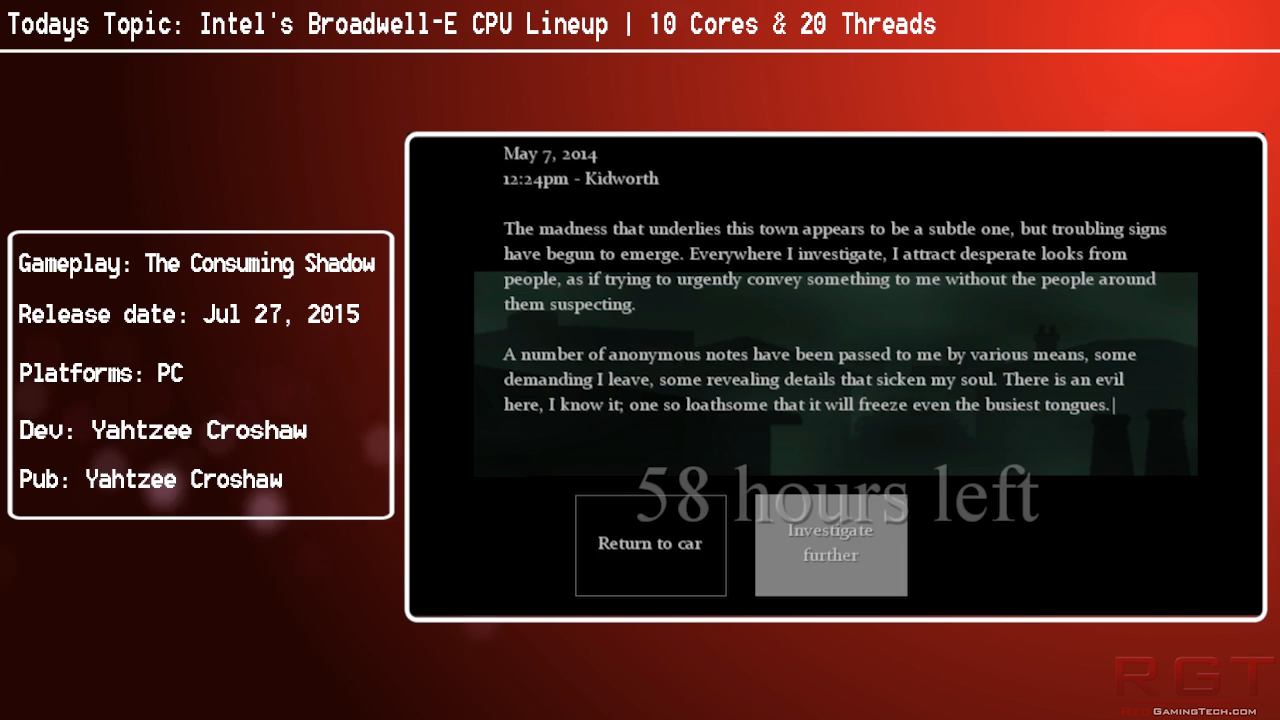 Todays Topic: Intel's Broadwell-E CPU Lineup | 10 Cores & 20 Threads
Gameplay: The Consuming Shadow
Release date: Jul 27, 2015
Platforms: PC
Dev: Yahtzee Croshaw
Pub: Yahtzee Croshaw
May 7, 2014
12:24pm - Kidworth
The madness that underlies this town appears to be a subtle one, but troubling signs
have begun to emerge. Everywhere I investigate, I attract desperate looks from
people, as if trying to urgently convey something to me without the people around
them suspecting.
A number of anonymous notes have been passed to me by various means, some
demanding I leave, some revealing details that sicken my soul. There is an evil
here, I know it; one so loathsome that it will freeze even the busiest tongues.|
58 hours left
Return to car
Investigate
further
RGT
REDGAMINGTECH.COM